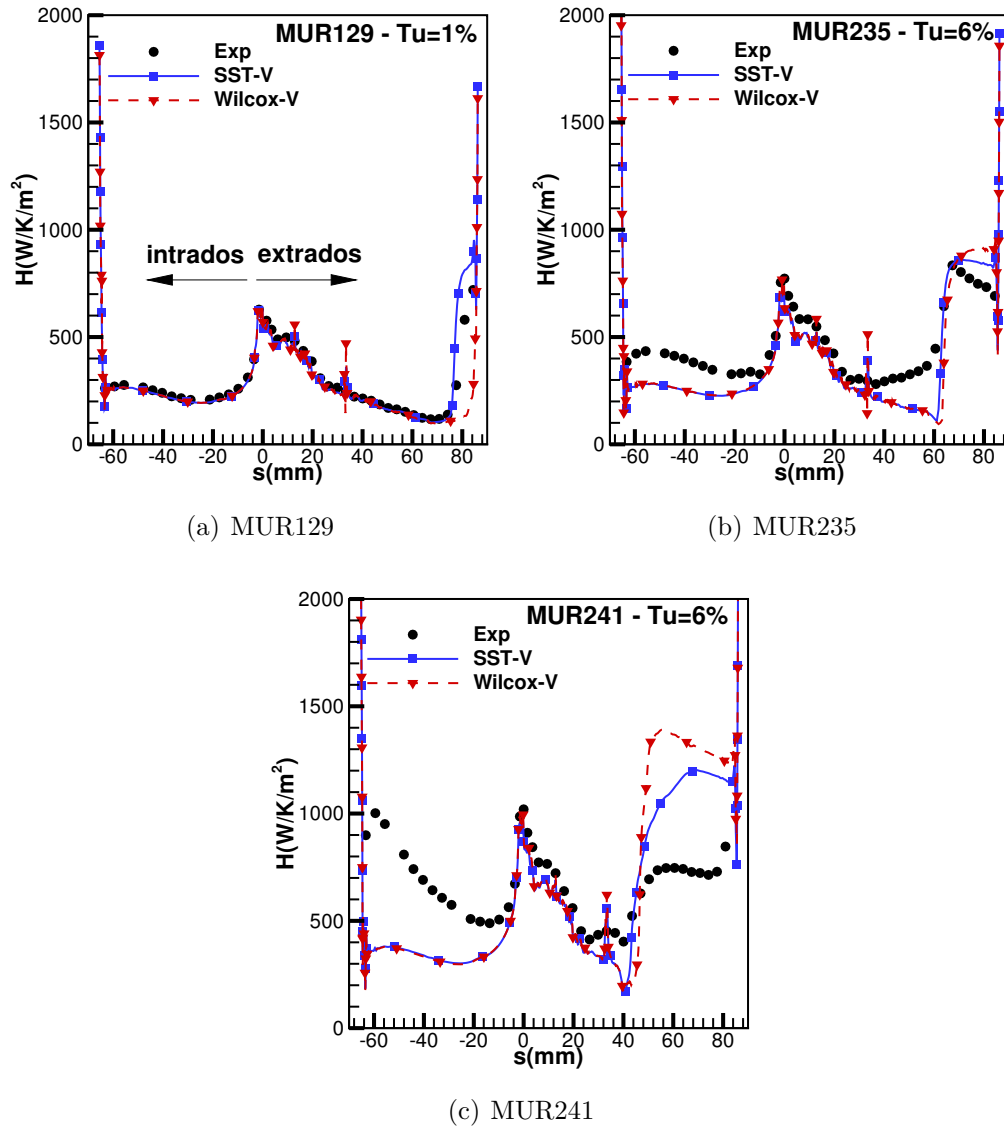 MUR129 - Tu=1%
Exp
SST-V
Wilcox-V
intrados
extrados
H(W/K/m²)
2000
1500
1000
500
0
-60 -40 -20 0 20 40 60 80
s(mm)
(a) MUR129
MUR235 - Tu=6%
Exp
SST-V
Wilcox-V
H(W/K/m²)
2000
1500
1000
500
0
-60 -40 -20 0 20 40 60 80
s(mm)
(b) MUR235
MUR241 - Tu=6%
Exp
SST-V
Wilcox-V
H(W/K/m²)
2000
1500
1000
500
0
-60 -40 -20 0 20 40 60 80
s(mm)
(c) MUR241